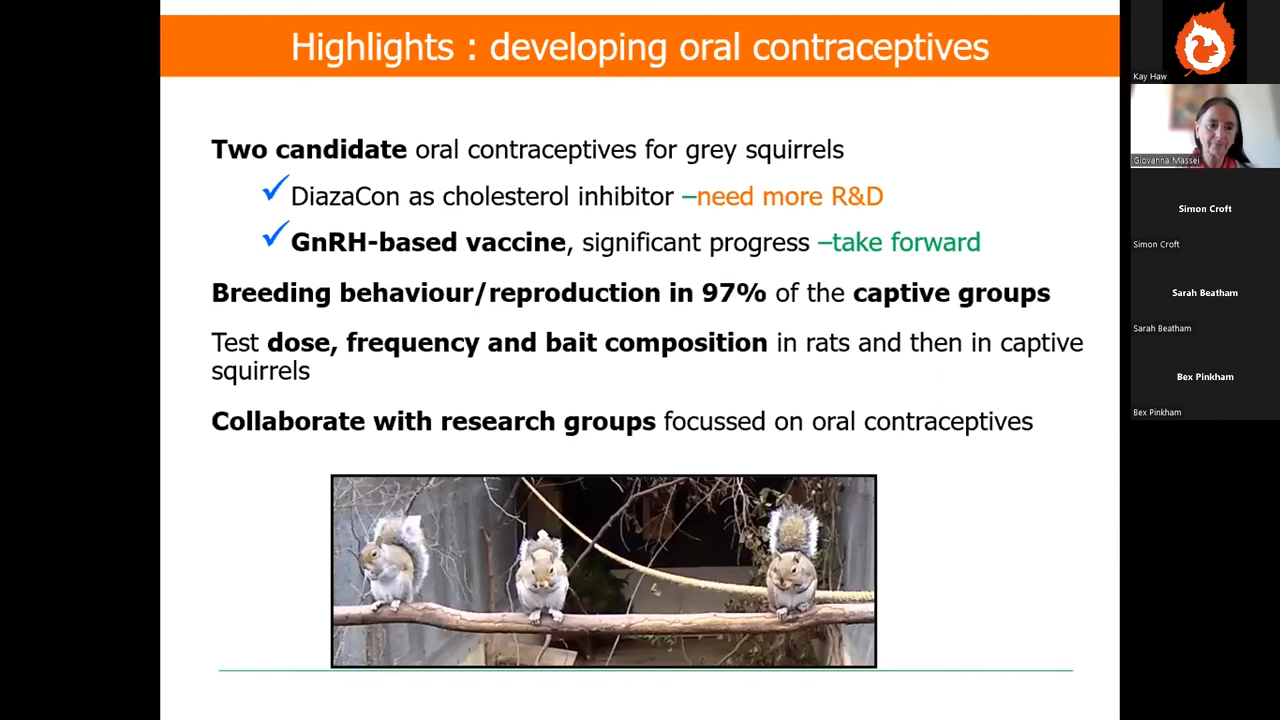 Highlights : developing oral contraceptives
Two candidate oral contraceptives for grey squirrels
DiazaCon as cholesterol inhibitor –need more R&D
GnRH-based vaccine, significant progress –take forward
Breeding behaviour/reproduction in 97% of the captive groups
Test dose, frequency and bait composition in rats and then in captive
squirrels
Collaborate with research groups focussed on oral contraceptives
Kay Haw
Giovanna Massei
Simon Croft
Simon Croft
Sarah Beatham
Sarah Beatham
Bex Pinkham
Bex Pinkham